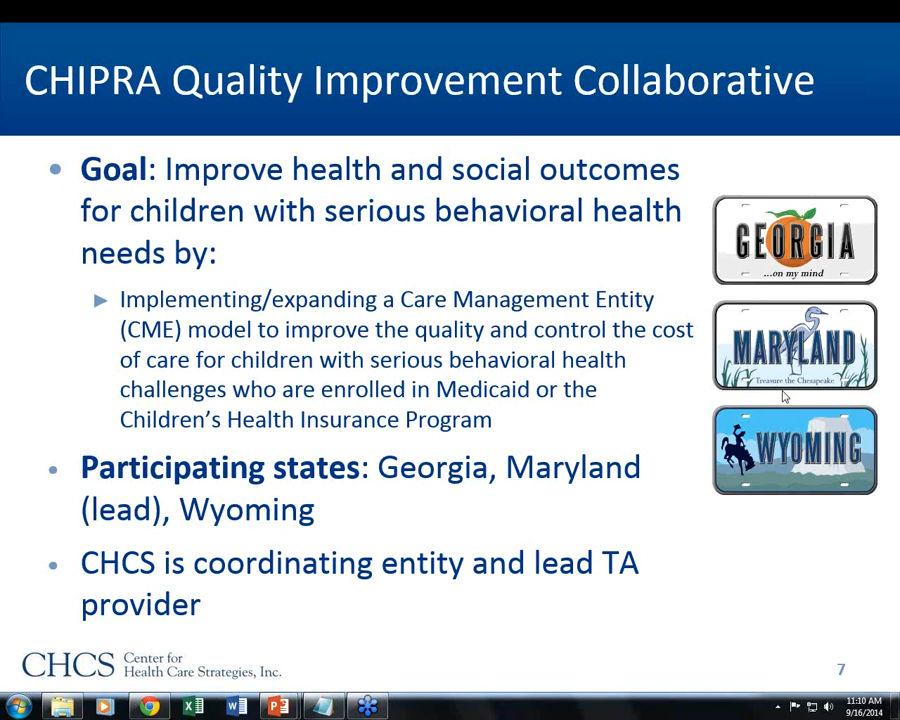 CHIPRA Quality Improvement Collaborative
• Goal: Improve health and social outcomes
for children with serious behavioral health
needs by:
► Implementing/expanding a Care Management Entity
(CME) model to improve the quality and control the cost
of care for children with serious behavioral health
challenges who are enrolled in Medicaid or the
Children’s Health Insurance Program
• Participating states: Georgia, Maryland
(lead), Wyoming
• CHCS is coordinating entity and lead TA
provider
GEORGIA
...on my mind
MARYLAND
Treasure the Chesapeake
WYOMING
CHCS Center for
Health Care Strategies, Inc.
7
11:10 AM
9/16/2014